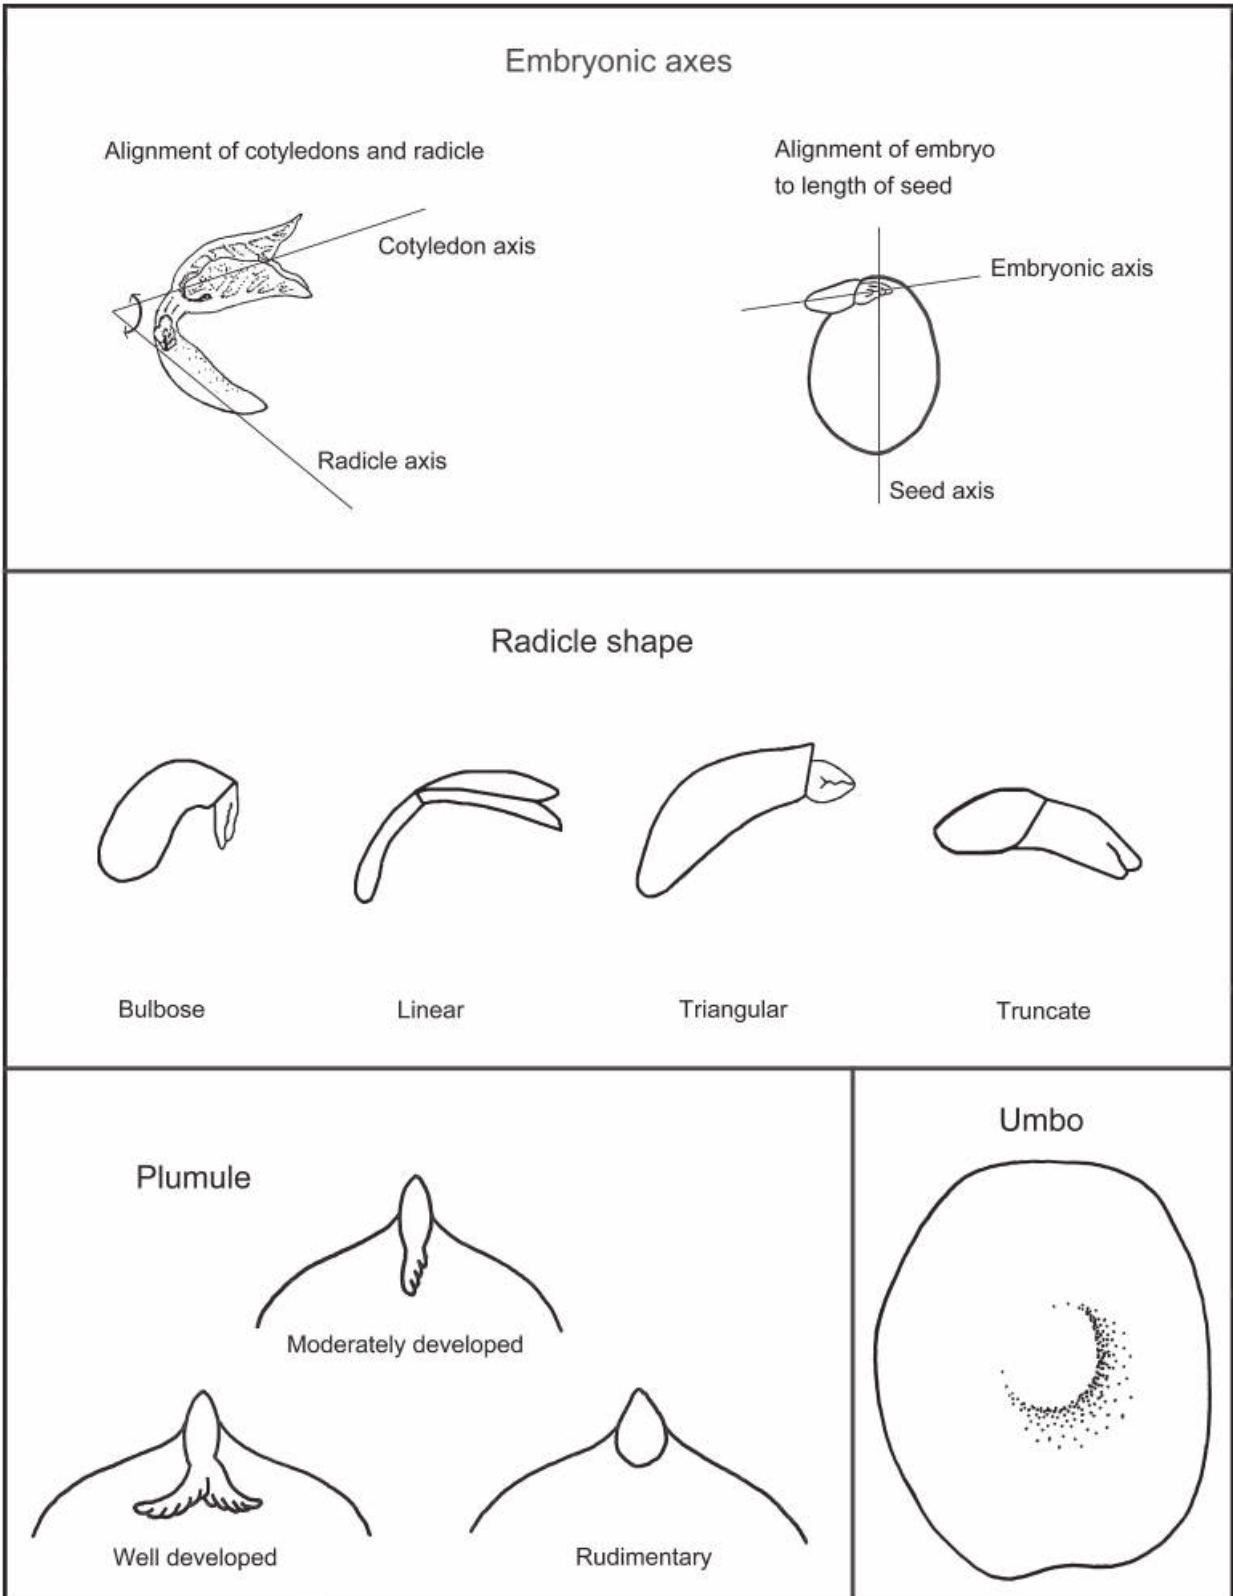 Embryonic axes
Alignment of cotyledons and radicle
Alignment of embryo
to length of seed
Cotyledon axis
Embryonic axis
Radicle axis
Seed axis
Radicle shape
Bulbose
Linear
Triangular
Truncate
Plumule
Moderately developed
Well developed
Rudimentary
Umbo